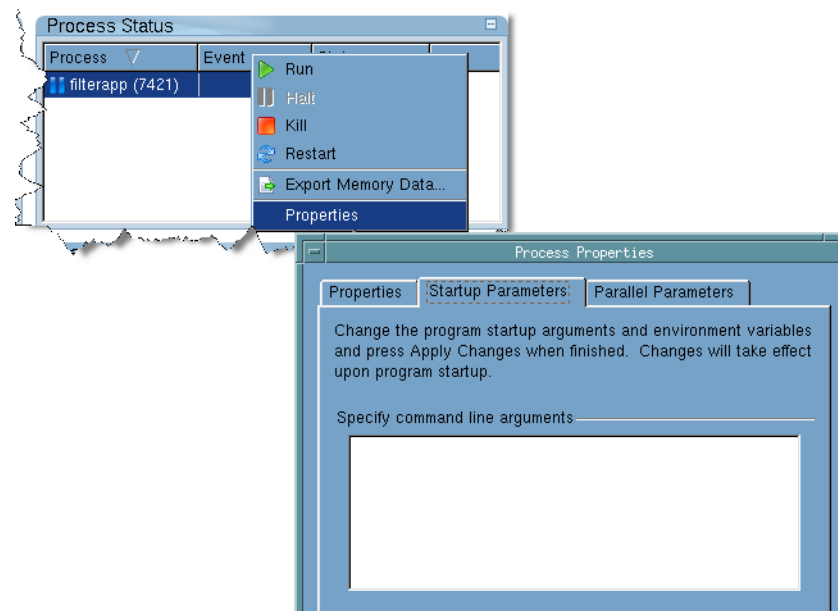 Process Status
Process Event
filterapp (7421)
Run
Halt
Kill
Restart
Export Memory Data...
Properties
Process Properties
Properties Startup Parameters Parallel Parameters
Change the program startup arguments and environment variables
and press Apply Changes when finished. Changes will take effect
upon program startup.
Specify command line arguments